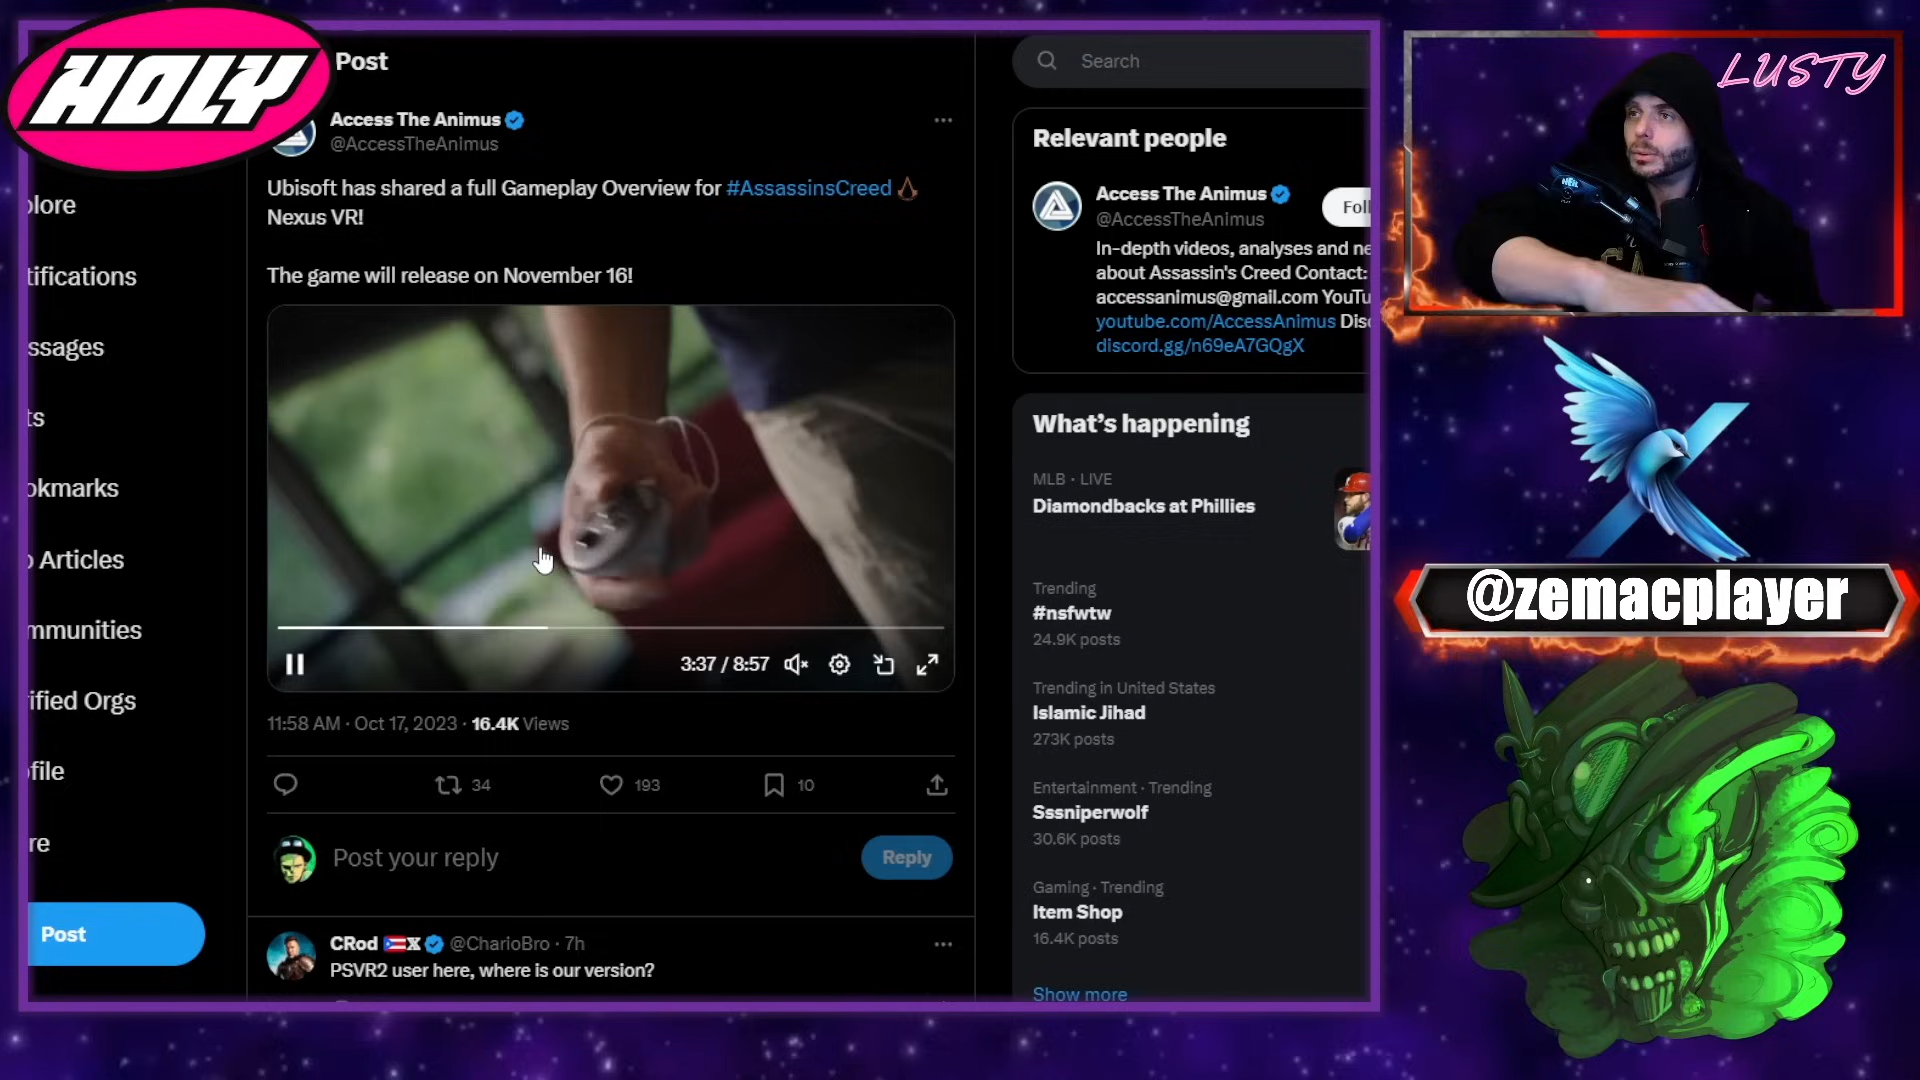 HOLY
Post
Search
Access The Animus
@AccessTheAnimus
Ubisoft has shared a full Gameplay Overview for #AssassinsCreed
Nexus VR!
The game will release on November 16!
3:37 / 8:57
11:58 AM · Oct 17, 2023 · 16.4K Views
34
193
10
Post your reply
Reply
CRod
@CharioBro · 7h
PSVR2 user here, where is our version?
plore
tifications
ssages
ts
okmarks
Articles
mmunities
ified Orgs
file
re
Post
Relevant people
Access The Animus
@AccessTheAnimus
Foll
In-depth videos, analyses and ne
about Assassin's Creed Contact:
accessanimus@gmail.com YouTu
youtube.com/AccessAnimus Disc
discord.gg/n69eA7GQgX
What's happening
MLB · LIVE
Diamondbacks at Phillies
Trending
#nsfwtw
24.9K posts
Trending in United States
Islamic Jihad
273K posts
Entertainment · Trending
Sssniperwolf
30.6K posts
Gaming · Trending
Item Shop
16.4K posts
Show more
LUSTY
@zemacplayer